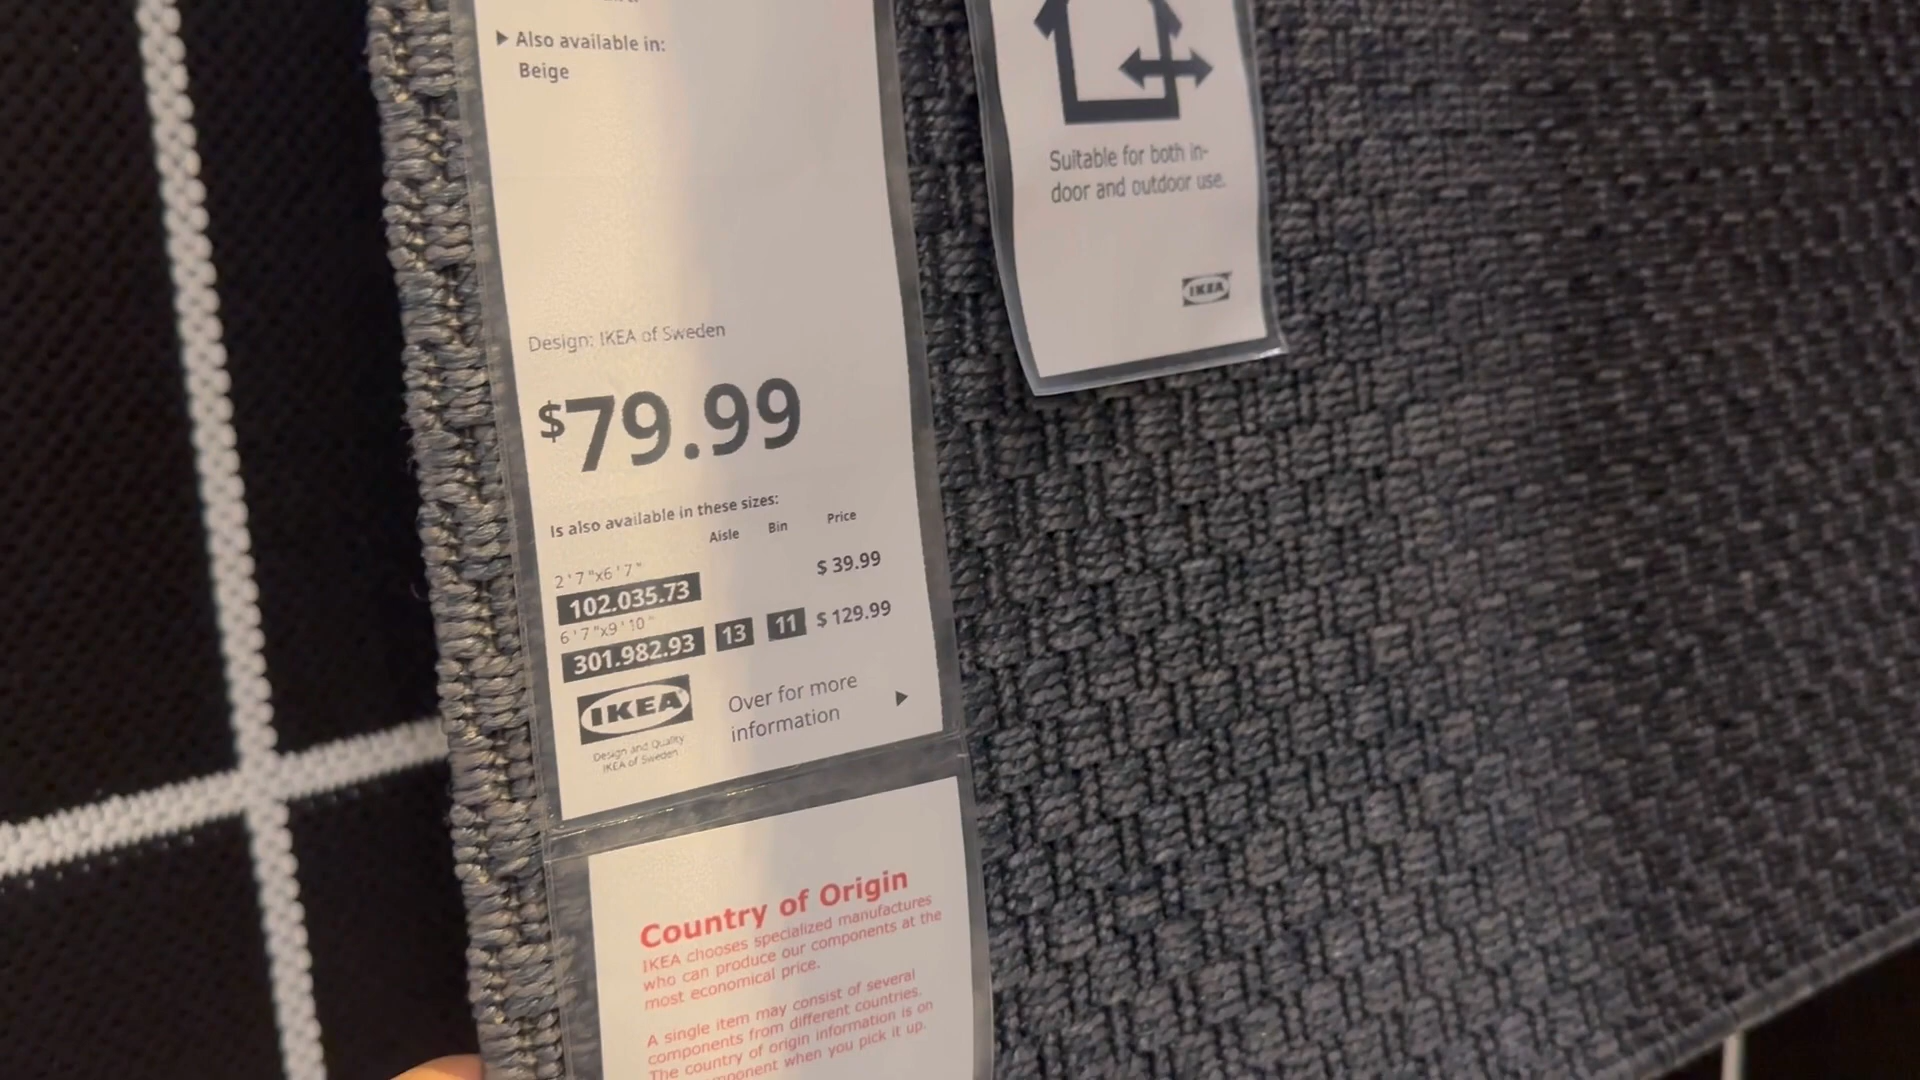 Also available in:
Beige
Design: IKEA of Sweden
$79.99
Is also available in these sizes:
Aisle Bin Price
2'7"x6'7"
102.035.73 $ 39.99
6'7"x9'10"
301.982.93 13 11 $ 129.99
IKEA
Design and Quality
IKEA of Sweden
Over for more
information
Country of Origin
IKEA chooses specialized manufactures
who can produce our components at the
most economical price.
A single item may consist of several
components from different countries.
The country of origin information is on
when you pick it up.
Suitable for both in-
door and outdoor use.
IKEA